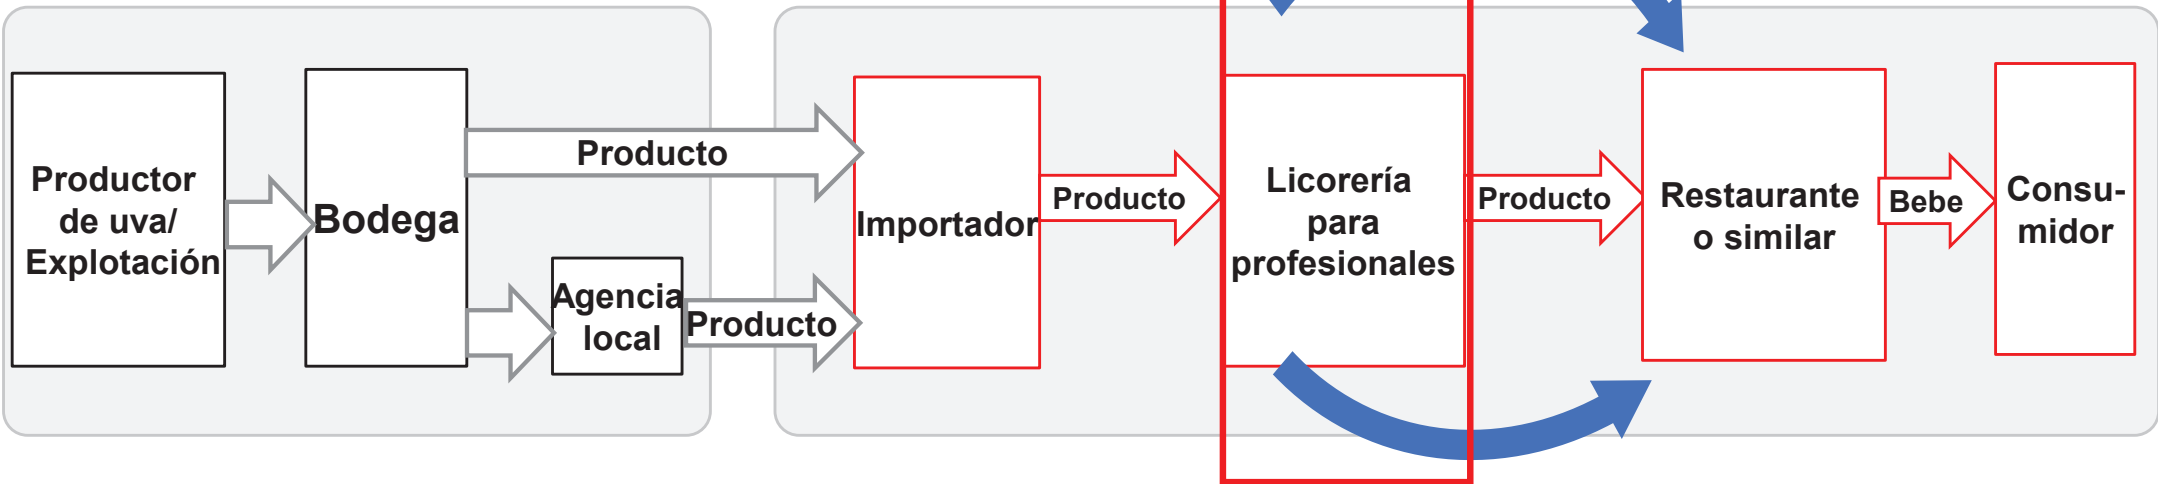 Productor
de uva/
Explotación
Bodega
Producto
Agencia
local
Producto
Importador
Producto
Licorería
para
profesionales
Producto
Restaurante
o similar
Bebe
Consu-
midor